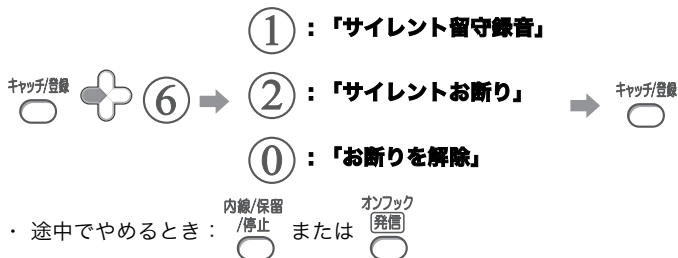 ①：「サイレント留守録音」
キャッチ/登録 ⑥ ➡ ②：「サイレントお断り」 ➡ キャッチ/登録
⓪：「お断りを解除」
・ 途中でやめるとき： 内線/保留/停止 または オンフック 発信